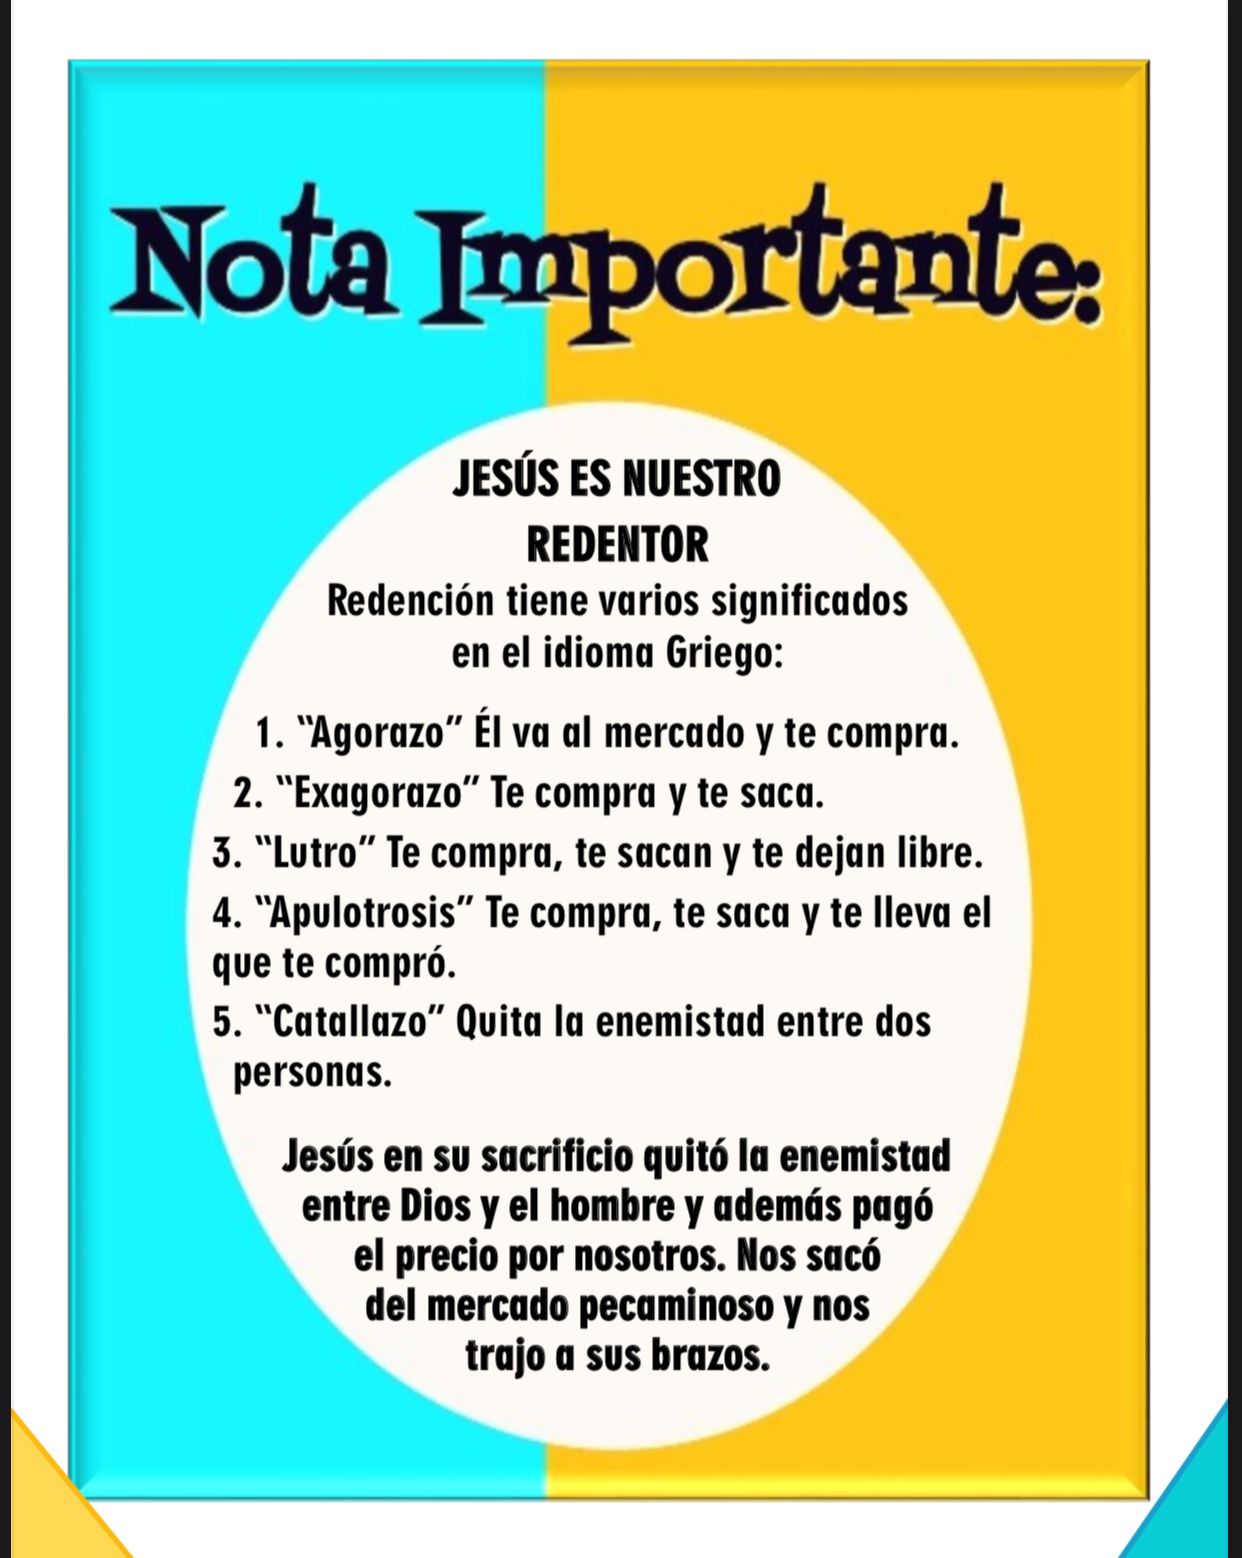 Nota Importante:
JESÚS ES NUESTRO
REDENTOR
Redención tiene varios significados
en el idioma Griego:
1. “Agorazo” Él va al mercado y te compra.
2. “Exagorazo” Te compra y te saca.
3. “Lutro” Te compra, te sacan y te dejan libre.
4. “Apulotrosis” Te compra, te saca y te lleva el
que te compró.
5. “Catallazo” Quita la enemistad entre dos
personas.
Jesús en su sacrificio quitó la enemistad
entre Dios y el hombre y además pagó
el precio por nosotros. Nos sacó
del mercado pecaminoso y nos
trajo a sus brazos.